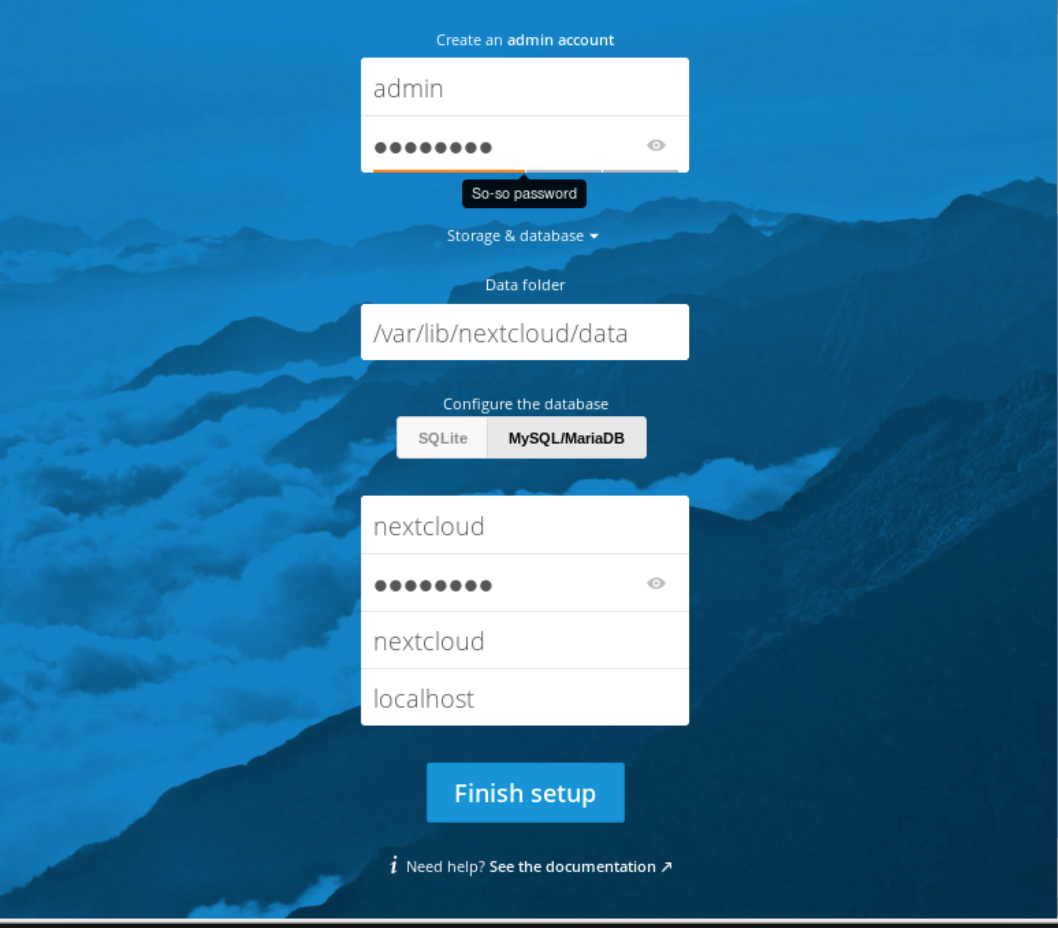 Create an admin account
admin
●●●●●●●●
So-so password
Storage & database
Data folder
/var/lib/nextcloud/data
Configure the database
SQLite MySQL/MariaDB
nextcloud
●●●●●●●●
nextcloud
localhost
Finish setup
i Need help? See the documentation ↗